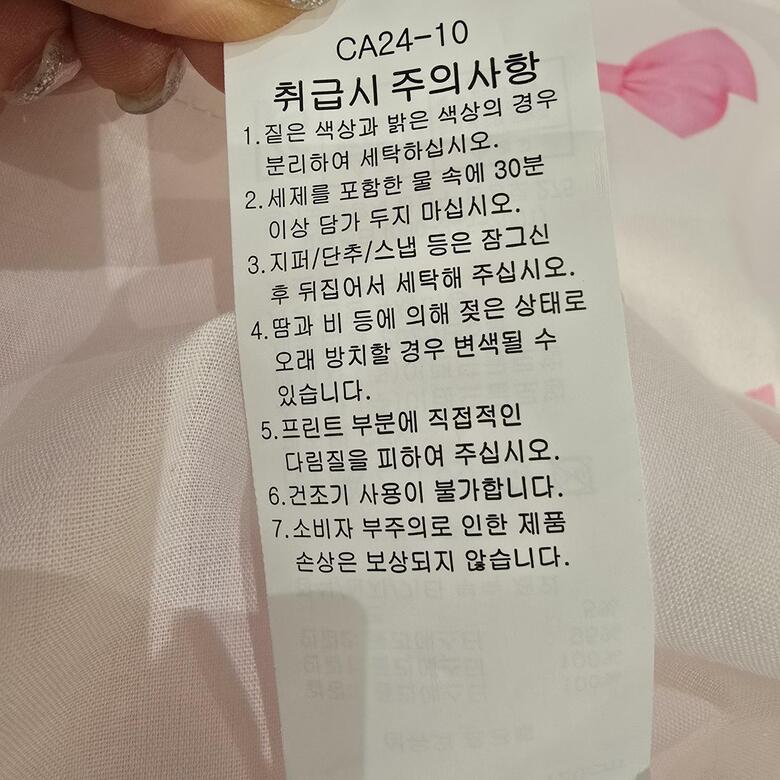 CA24-10
취급시 주의사항
1.짙은 색상과 밝은 색상의 경우
분리하여 세탁하십시오.
2.세제를 포함한 물 속에 30분
이상 담가 두지 마십시오.
3.지퍼/단추/스냅 등은 잠그신
후 뒤집어서 세탁해 주십시오.
4.땀과 비 등에 의해 젖은 상태로
오래 방치할 경우 변색될 수
있습니다.
5.프린트 부분에 직접적인
다림질을 피하여 주십시오.
6.건조기 사용이 불가합니다.
7.소비자 부주의로 인한 제품
손상은 보상되지 않습니다.